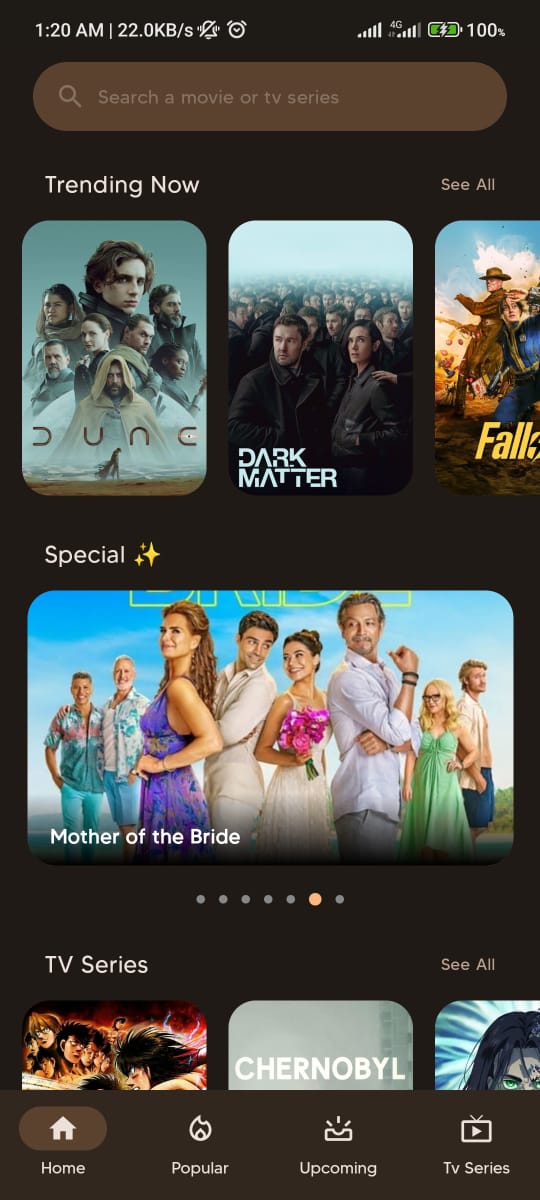 1:20 AM | 22.0KB/s 4G 100%
Search a movie or tv series
Trending Now See All
DUNE
DARK
MATTER
Special ✨
Mother of the Bride
TV Series See All
CHERNOBYL
Home Popular Upcoming Tv Series